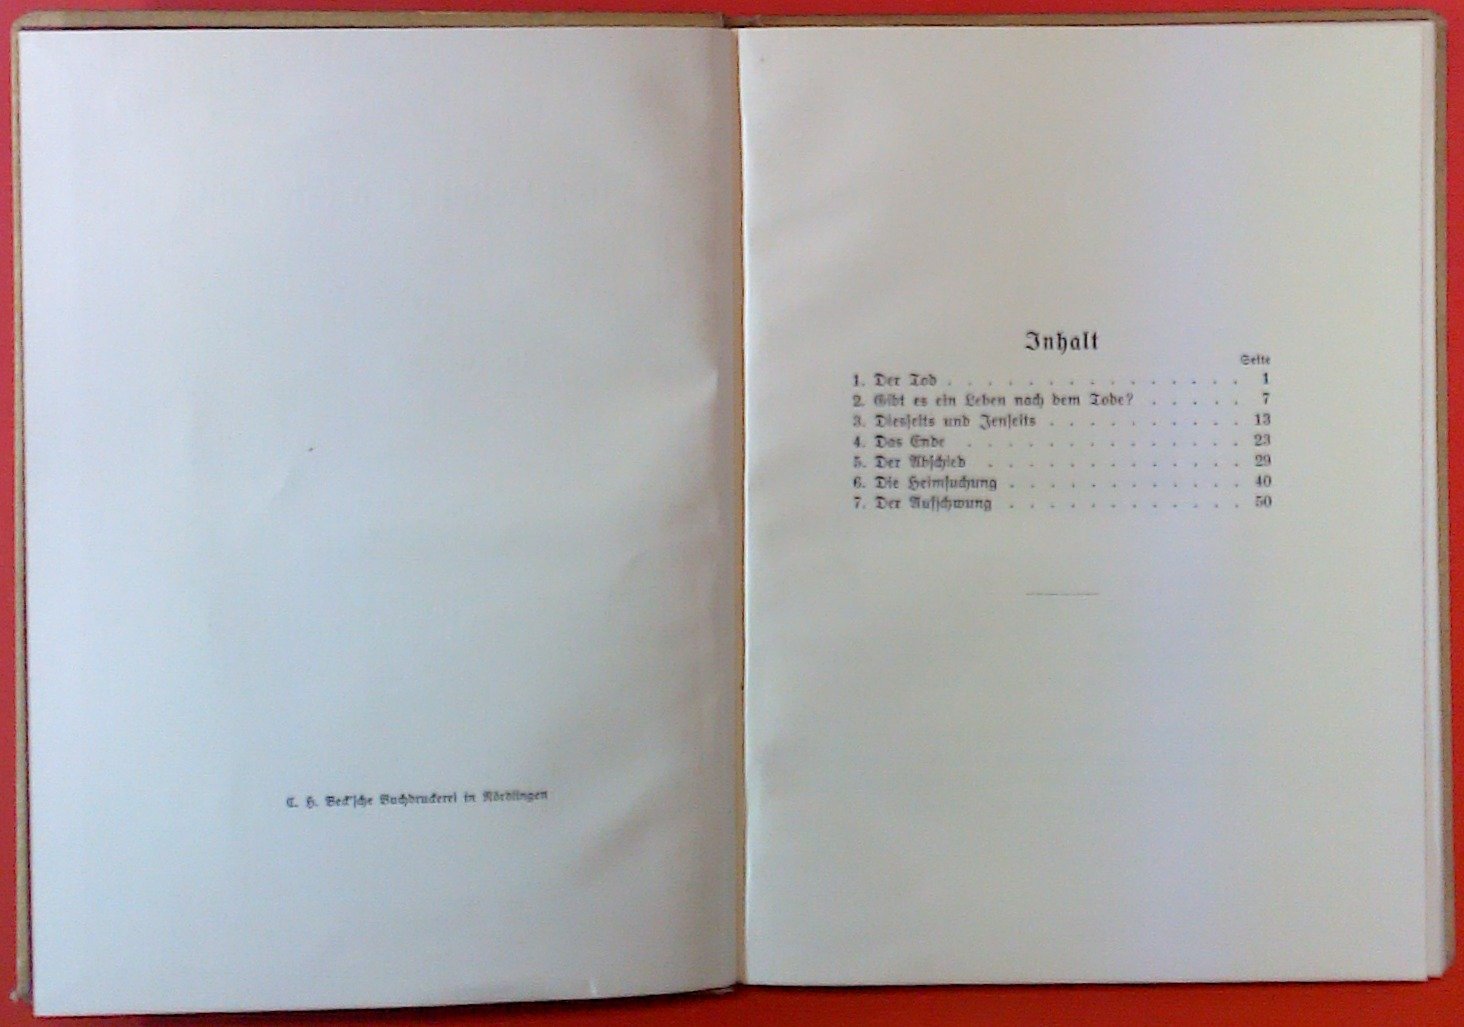 C. H. Beck'sche Buchdruckerei in Nördlingen
Inhalt
Seite
1. Der Tod . . . . . . . . . . . . . . . 1
2. Gibt es ein Leben nach dem Tode? . . . . . 7
3. Diesseits und Jenseits . . . . . . . . . . 13
4. Das Ende . . . . . . . . . . . . . . 23
5. Der Abschied . . . . . . . . . . . . . 29
6. Die Heimsuchung . . . . . . . . . . . . 40
7. Der Aufschwung . . . . . . . . . . . . 50